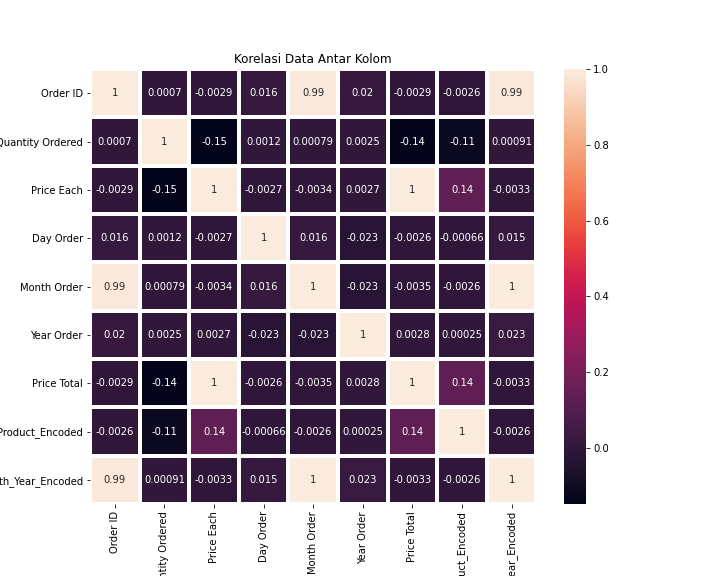 Korelasi Data Antar Kolom
Order ID 1 0.0007 -0.0029 0.016 0.99 0.02 -0.0029 -0.0026 0.99
Quantity Ordered 0.0007 1 -0.15 0.0012 0.00079 0.0025 -0.14 -0.11 0.00091
Price Each -0.0029 -0.15 1 -0.0027 -0.0034 0.0027 1 0.14 -0.0033
Day Order 0.016 0.0012 -0.0027 1 0.016 -0.023 -0.0026 -0.00066 0.015
Month Order 0.99 0.00079 -0.0034 0.016 1 -0.023 -0.0035 -0.0026 1
Year Order 0.02 0.0025 0.0027 -0.023 -0.023 1 0.0028 0.00025 0.023
Price Total -0.0029 -0.14 1 -0.0026 -0.0035 0.0028 1 0.14 -0.0033
Product_Encoded -0.0026 -0.11 0.14 -0.00066 -0.0026 0.00025 0.14 1 -0.0026
th_Year_Encoded 0.99 0.00091 -0.0033 0.015 1 0.023 -0.0033 -0.0026 1
Order ID
ntity Ordered
Price Each
Day Order
Month Order
Year Order
Price Total
uct_Encoded
ear_Encoded
1.0
0.8
0.6
0.4
0.2
0.0